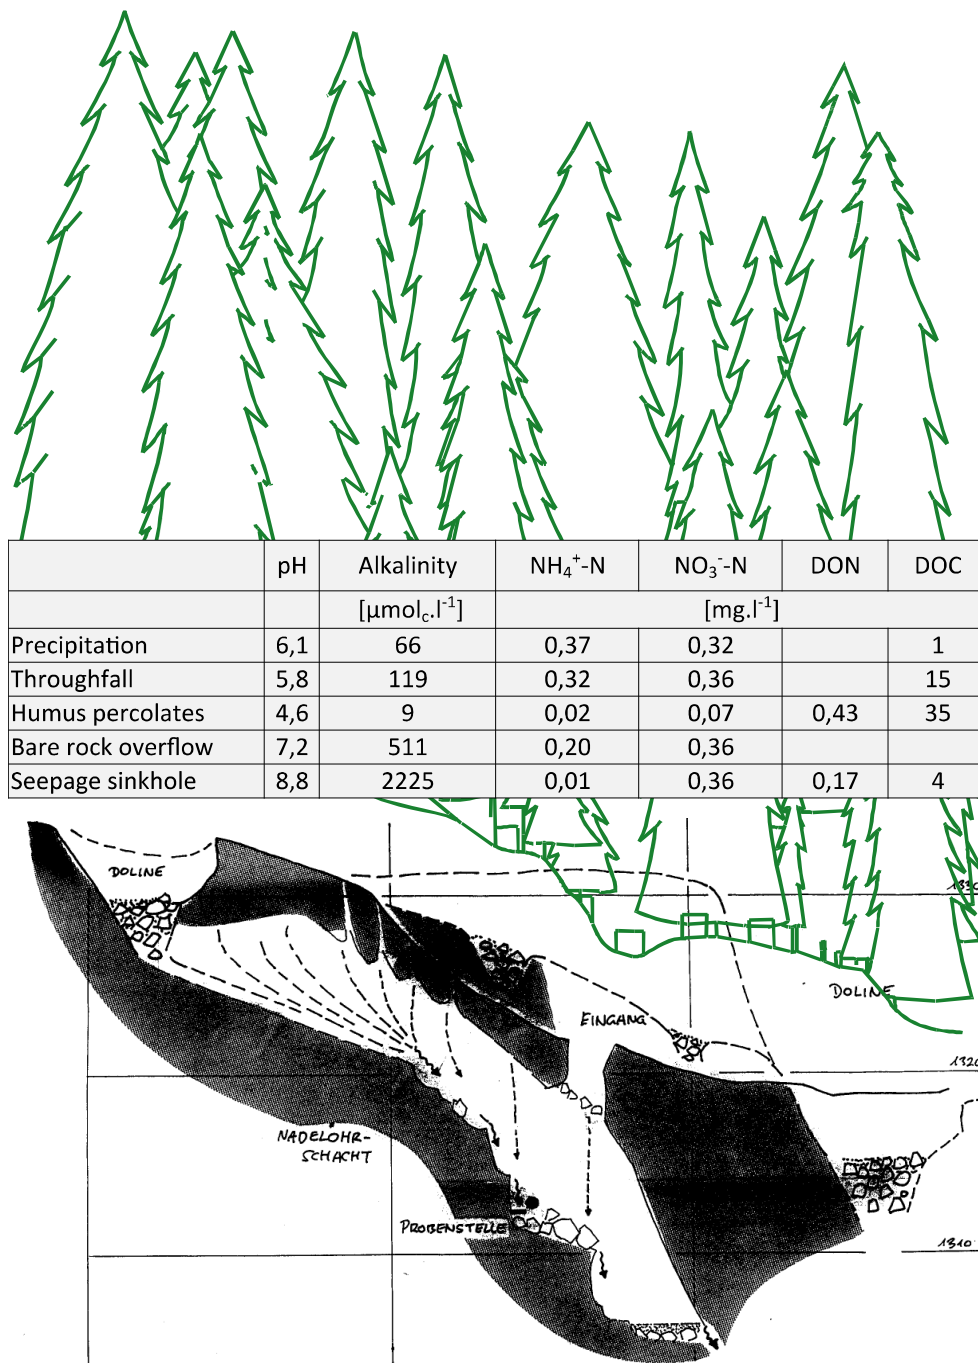 pH Alkalinity NH₄⁺-N NO₃⁻-N DON DOC
[µmol꜀.l⁻¹] [mg.l⁻¹]
Precipitation 6,1 66 0,37 0,32 1
Throughfall 5,8 119 0,32 0,36 15
Humus percolates 4,6 9 0,02 0,07 0,43 35
Bare rock overflow 7,2 511 0,20 0,36
Seepage sinkhole 8,8 2225 0,01 0,36 0,17 4
DOLINE
1330
DOLINE
EINGANG
1320
NADELÖHR-
SCHACHT
PROBENSTELLE
1310